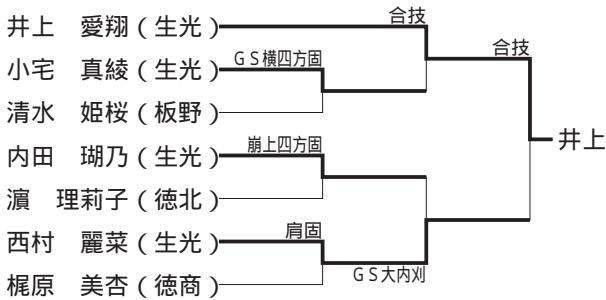 井上　愛翔（生光）
合技
小宅　真綾（生光）
ＧＳ横四方固
合技
清水　姫桜（板野）
井上
内田　瑚乃（生光）
崩上四方固
濵　理莉子（徳北）
西村　麗菜（生光）
肩固
ＧＳ大内刈
梶原　美杏（徳商）